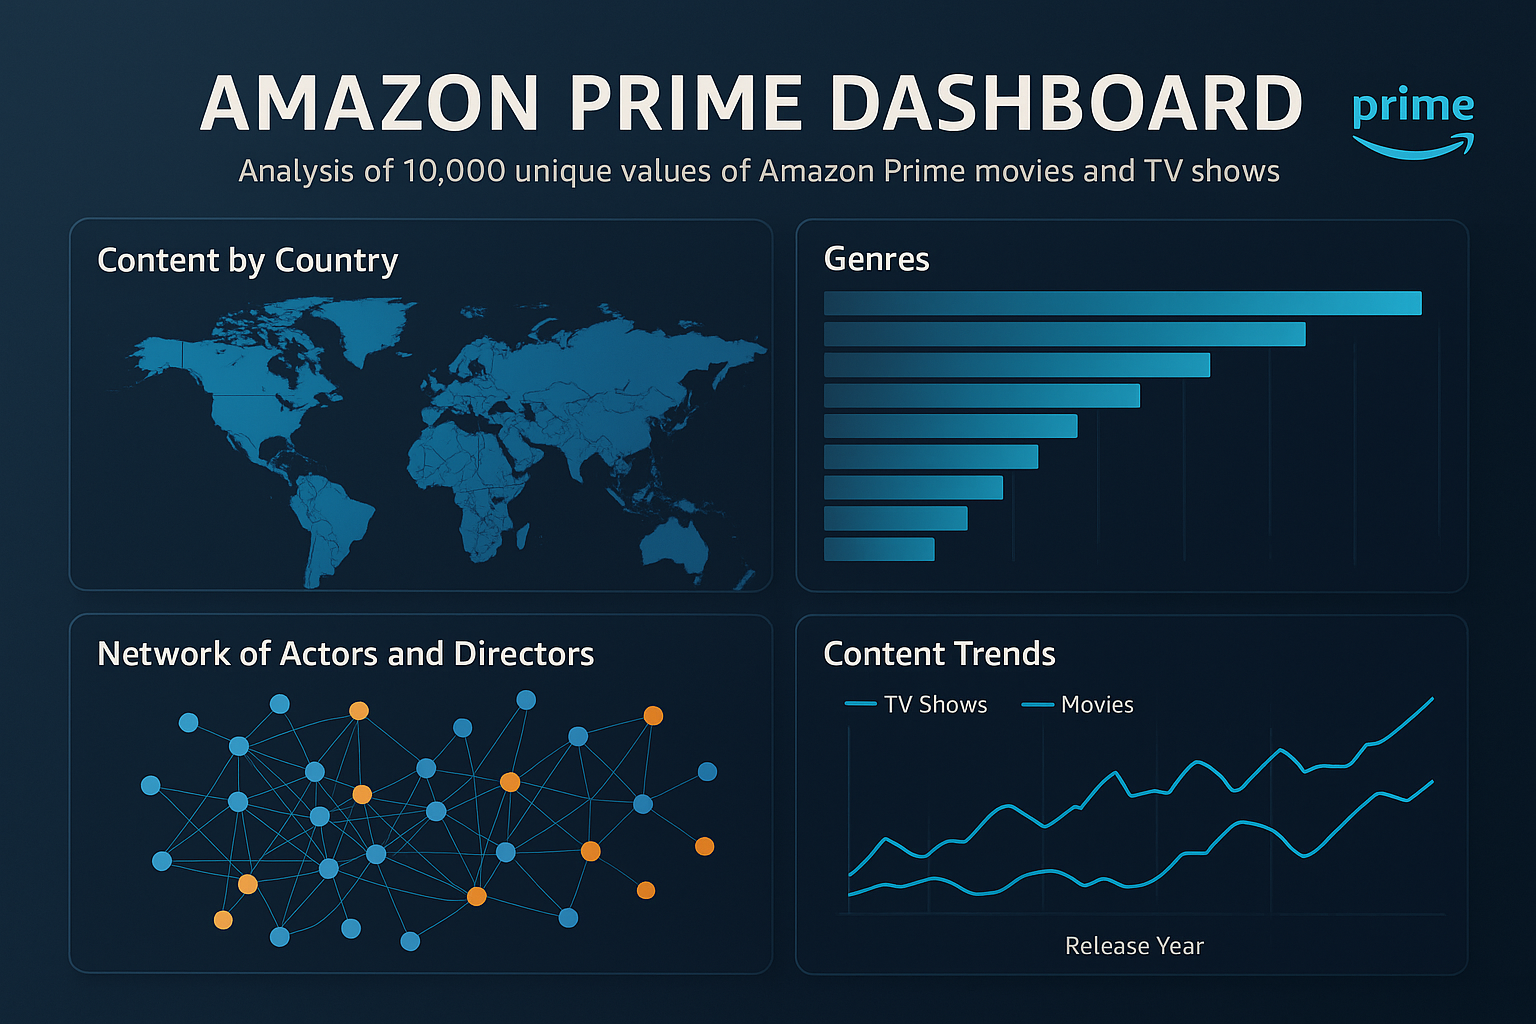 AMAZON PRIME DASHBOARD
prime
Analysis of 10,000 unique values of Amazon Prime movies and TV shows
Content by Country
Genres
Network of Actors and Directors
Content Trends
TV Shows
Movies
Release Year